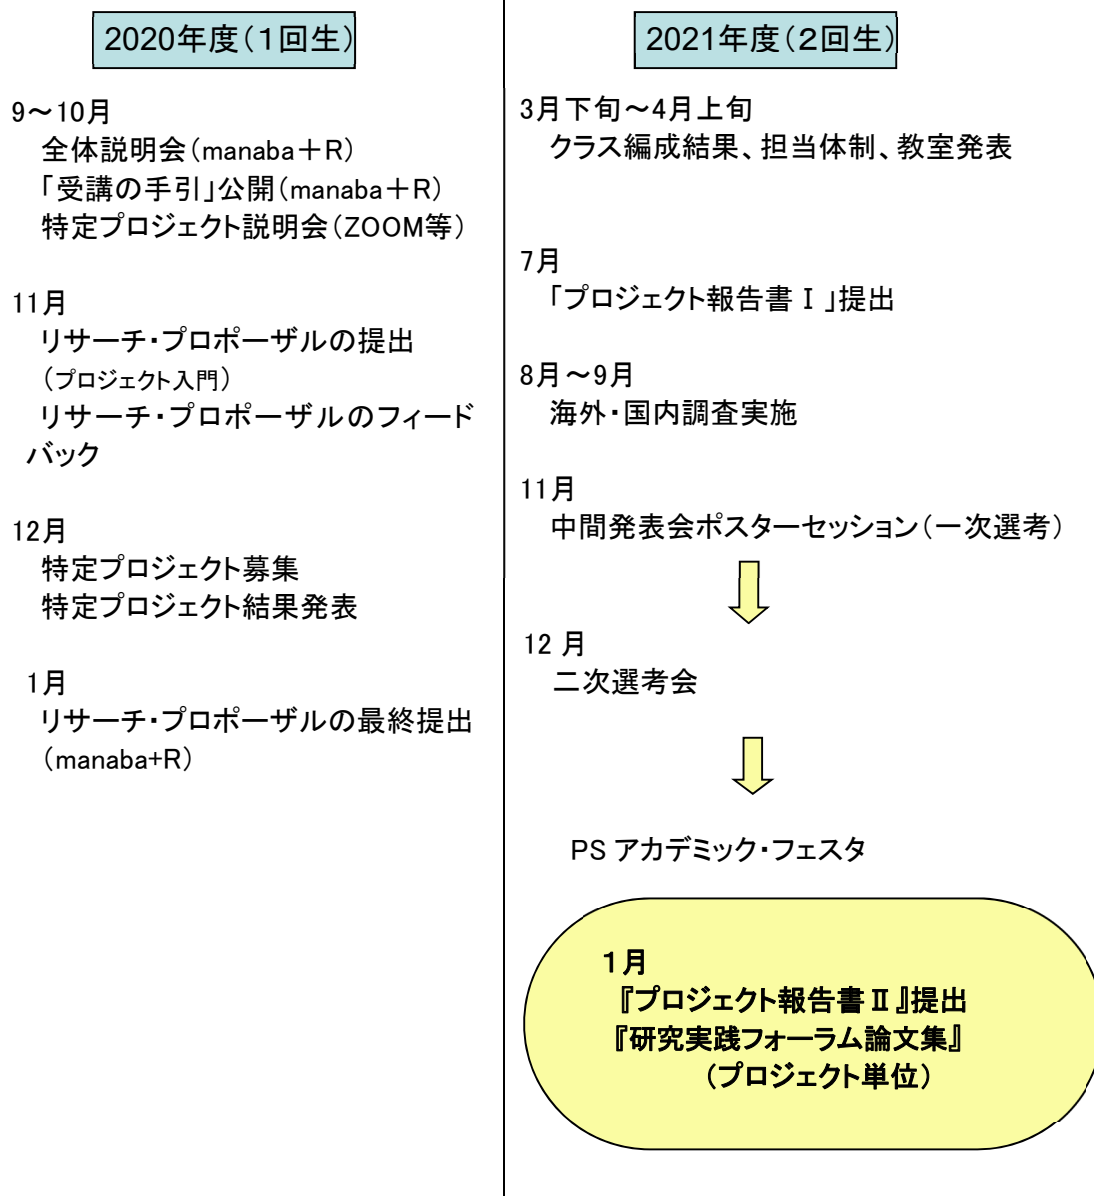 2020年度(１回生)
9～10月
全体説明会(manaba＋R)
「受講の手引」公開(manaba＋R)
特定プロジェクト説明会(ZOOM等)
11月
リサーチ・プロポーザルの提出
(プロジェクト入門)
リサーチ・プロポーザルのフィード
バック
12月
特定プロジェクト募集
特定プロジェクト結果発表
1月
リサーチ・プロポーザルの最終提出
(manaba+R)
2021年度(２回生)
3月下旬～4月上旬
クラス編成結果、担当体制、教室発表
7月
「プロジェクト報告書Ⅰ」提出
8月～9月
海外・国内調査実施
11月
中間発表会ポスターセッション(一次選考)
12 月
二次選考会
PS アカデミック・フェスタ
１月
『プロジェクト報告書Ⅱ』提出
『研究実践フォーラム論文集』
(プロジェクト単位)